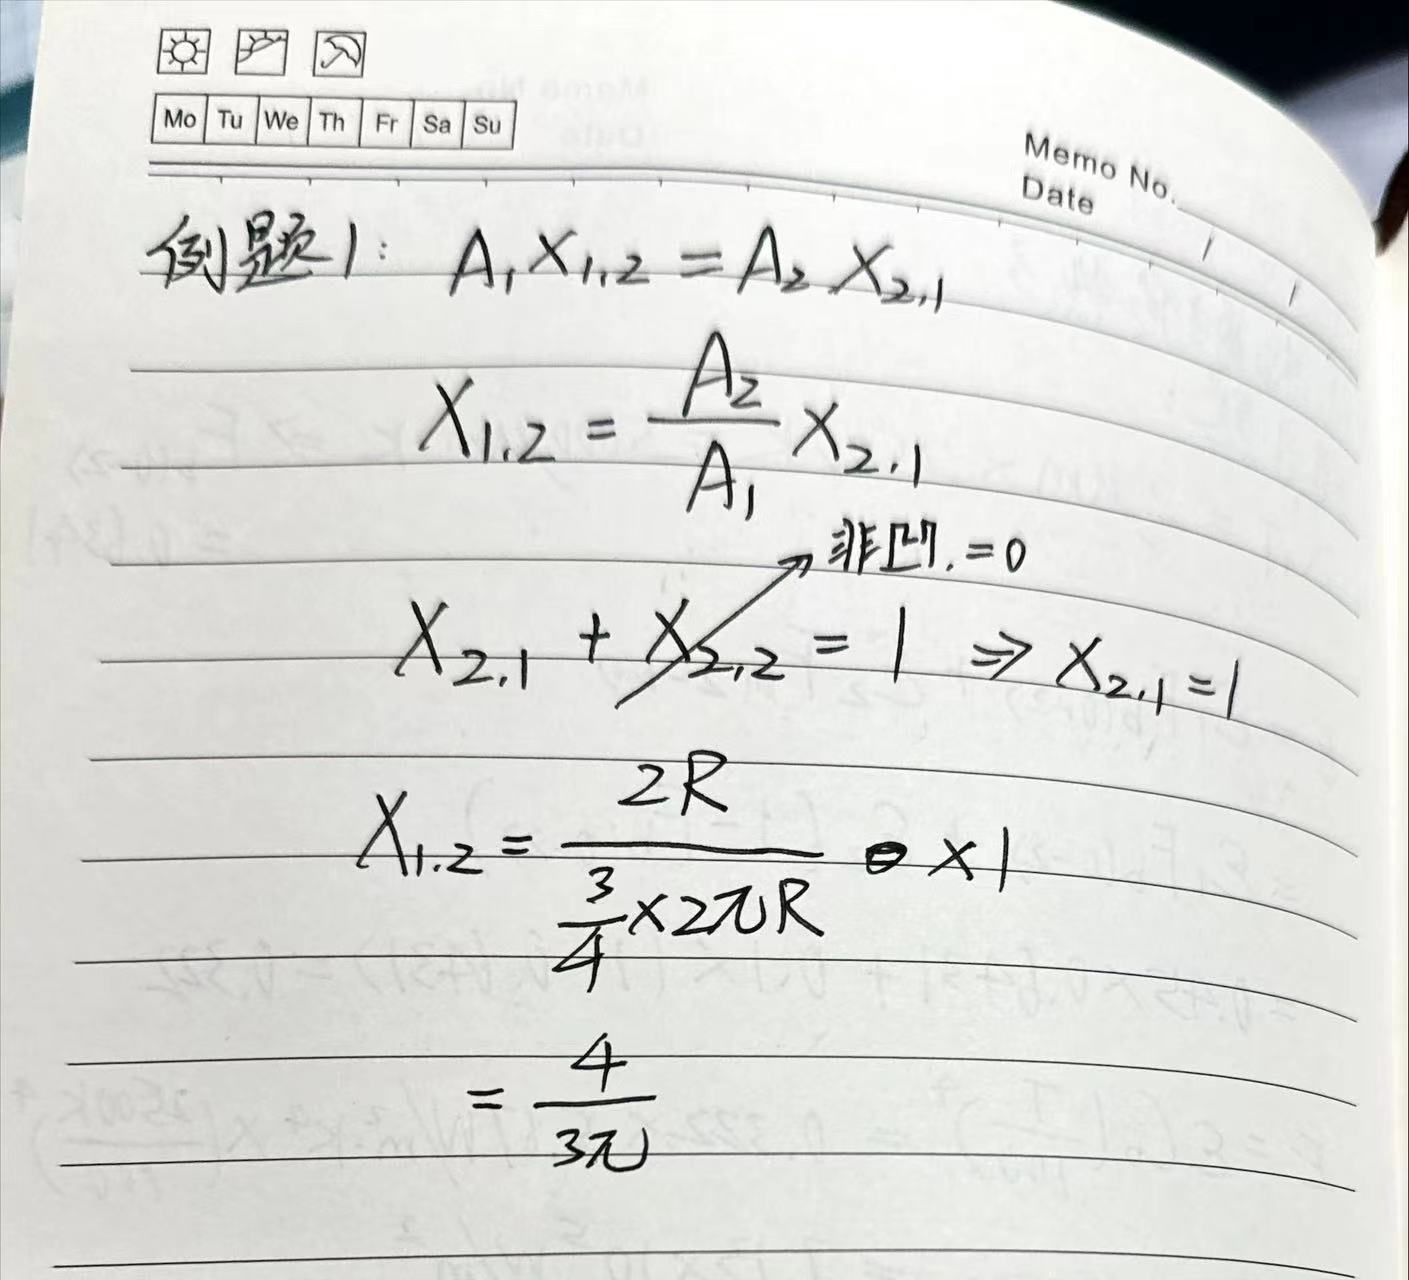 Mo Tu We Th Fr Sa Su
Memo No.
Date
例题1: A₁X₁,₂ = A₂X₂,₁
X₁,₂ = A₂/A₁ X₂,₁
非凹. = 0
X₂,₁ + X₂,₂ = 1 ⇒ X₂,₁ = 1
X₁,₂ = 2R/(3/4×2πR) ×1
= 4/3π